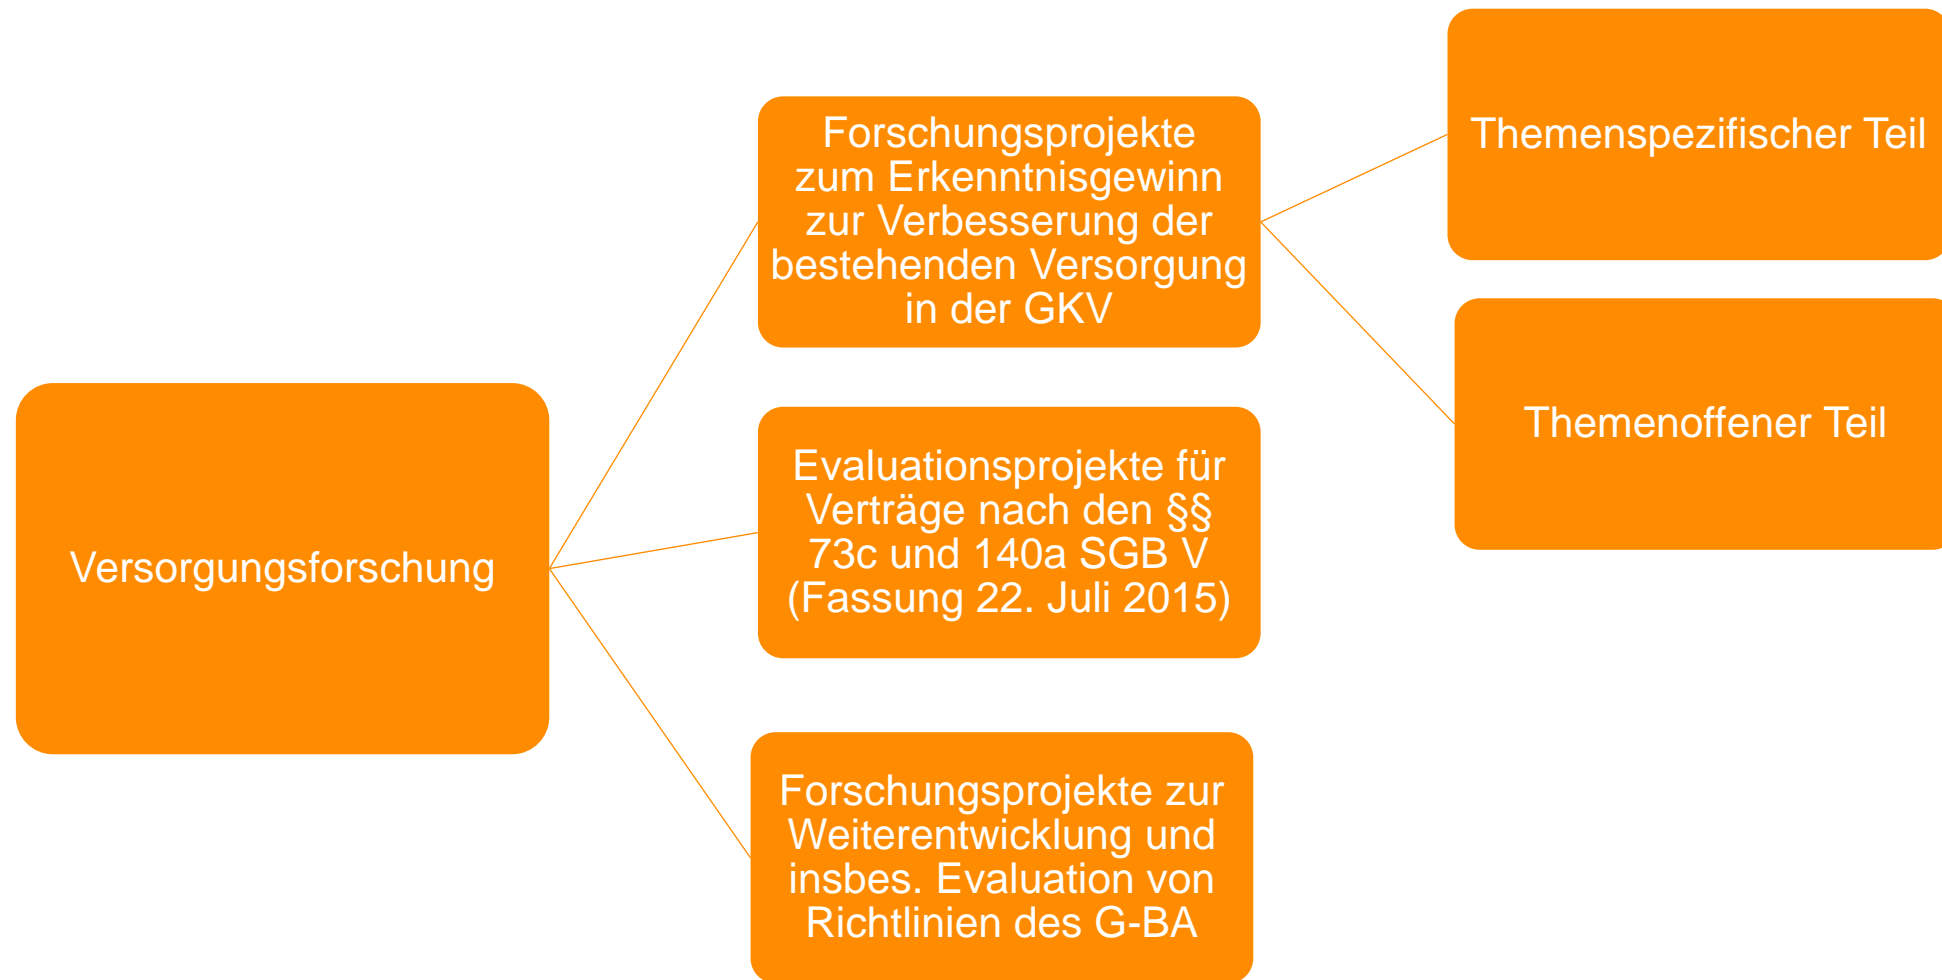 Versorgungsforschung
Forschungsprojekte
zum Erkenntnisgewinn
zur Verbesserung der
bestehenden Versorgung
in der GKV
Themenspezifischer Teil
Themenoffener Teil
Evaluationsprojekte für
Verträge nach den §§
73c und 140a SGB V
(Fassung 22. Juli 2015)
Forschungsprojekte zur
Weiterentwicklung und
insbes. Evaluation von
Richtlinien des G-BA